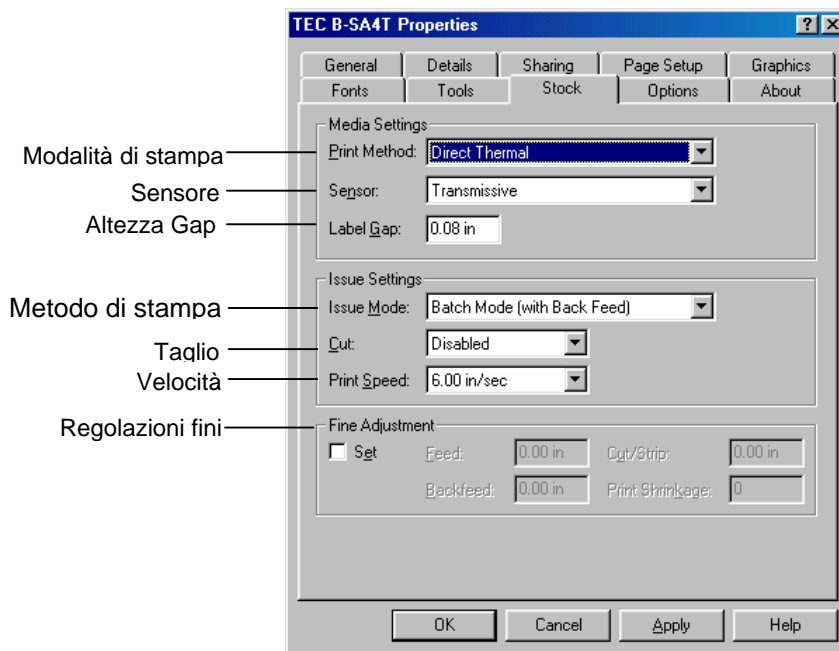 TEC B-SA4T Properties
General Details Sharing Page Setup Graphics
Fonts Tools Stock Options About
Media Settings
Modalità di stampa Print Method: Direct Thermal
Sensore Sensor: Transmissive
Altezza Gap Label Gap: 0.08 in
Issue Settings
Metodo di stampa Issue Mode: Batch Mode (with Back Feed)
Taglio Cut: Disabled
Velocità Print Speed: 6.00 in/sec
Regolazioni fini Fine Adjustment
Set Feed: 0.00 in Cut/Strip: 0.00 in
Backfeed: 0.00 in Print Shrinkage: 0
OK Cancel Apply Help